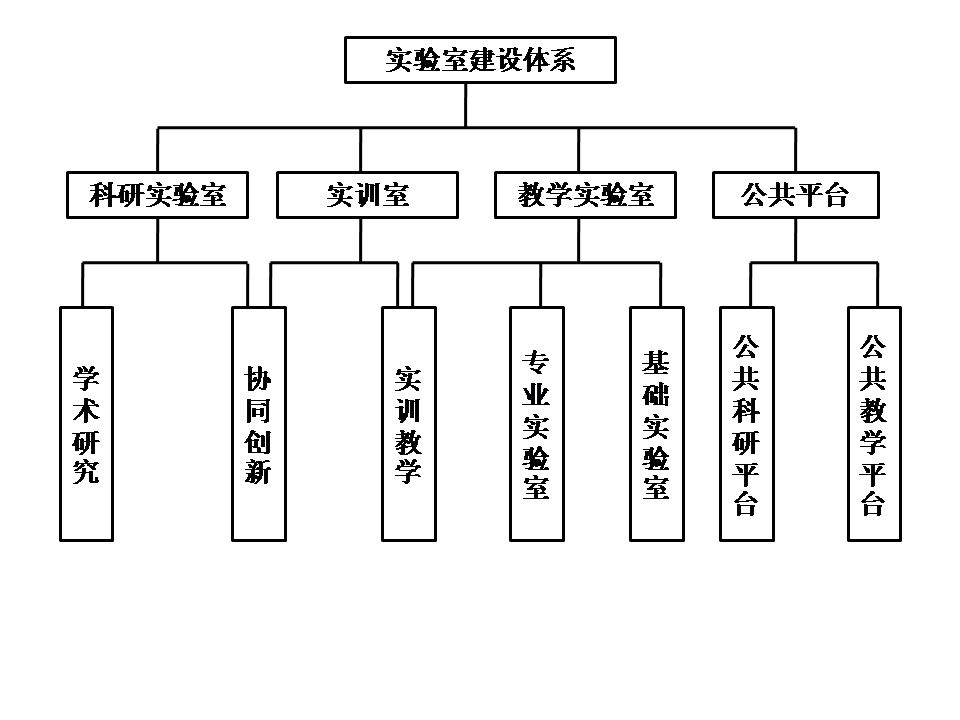 实验室建设体系
科研实验室
实训室
教学实验室
公共平台
学术研究
协同创新
实训教学
专业实验室
基础实验室
公共科研平台
公共教学平台